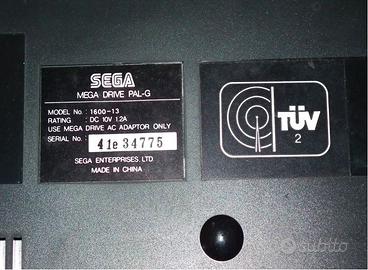 SEGA
MEGA DRIVE PAL-G
MODEL No. : 1600-13
RATING : DC 10V 1.2A
USE MEGA DRIVE AC ADAPTOR ONLY
SERIAL No. : 41e 34775
SEGA ENTERPRISES, LTD
MADE IN CHINA
TÜV
2
subito